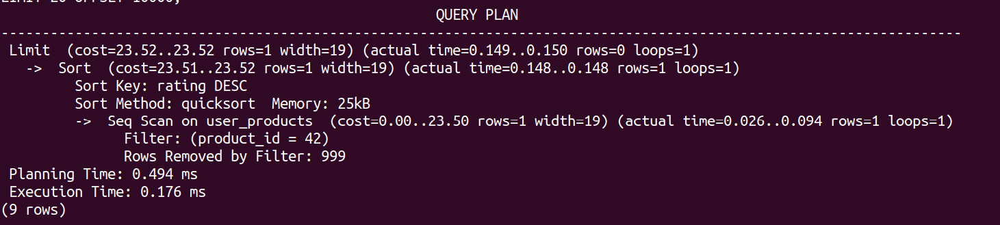 LIMIT 20 OFFSET 10000;
QUERY PLAN
---------------------------------------------------------------------------------------------------------------------
Limit  (cost=23.52..23.52 rows=1 width=19) (actual time=0.149..0.150 rows=0 loops=1)
  ->  Sort  (cost=23.51..23.52 rows=1 width=19) (actual time=0.148..0.148 rows=1 loops=1)
        Sort Key: rating DESC
        Sort Method: quicksort  Memory: 25kB
        ->  Seq Scan on user_products  (cost=0.00..23.50 rows=1 width=19) (actual time=0.026..0.094 rows=1 loops=1)
              Filter: (product_id = 42)
              Rows Removed by Filter: 999
Planning Time: 0.494 ms
Execution Time: 0.176 ms
(9 rows)